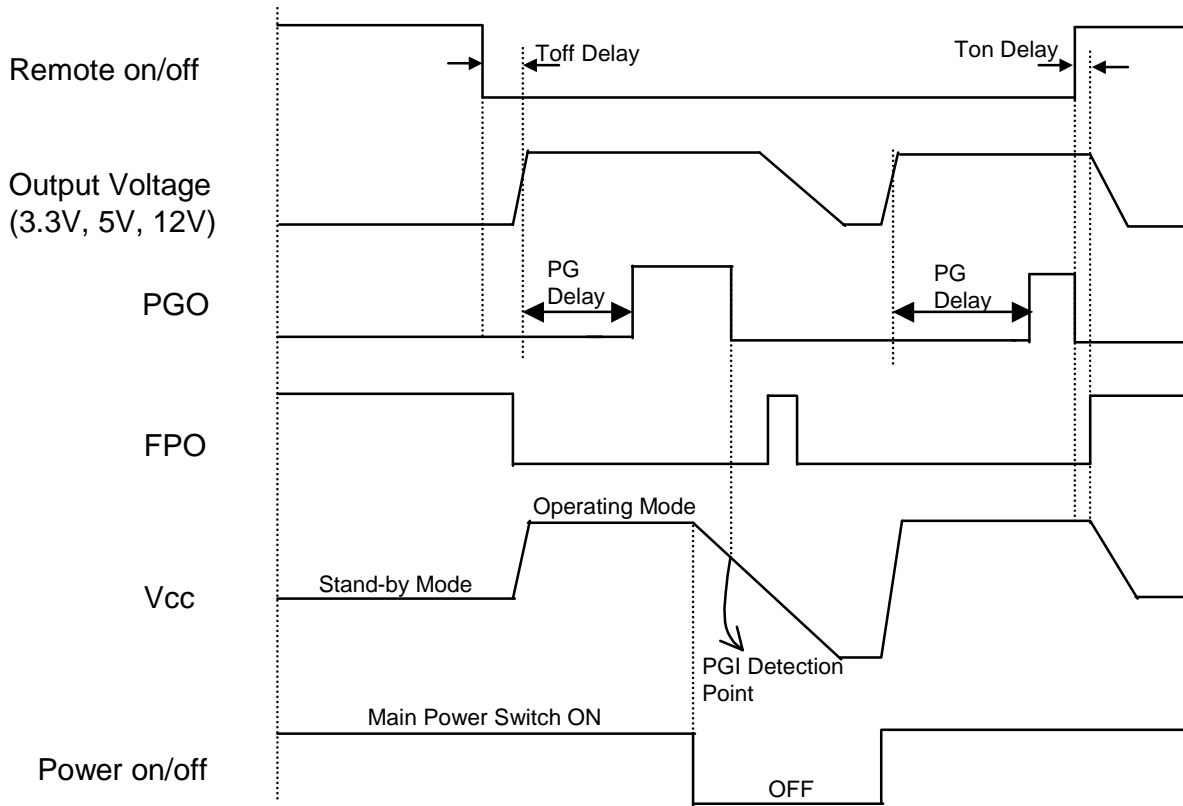 Remote on/off
Toff Delay
Ton Delay
Output Voltage
(3.3V, 5V, 12V)
PG
Delay
PG
Delay
PGO
FPO
Operating Mode
Stand-by Mode
Vcc
PGI Detection
Point
Main Power Switch ON
Power on/off
OFF